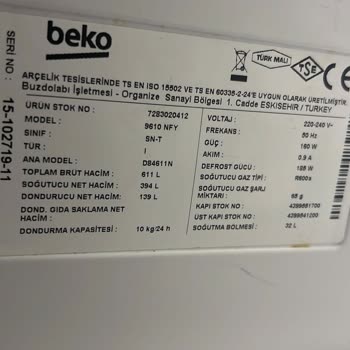 beko
TÜRK MALI
TSE
ARÇELİK TESİSLERİNDE TS EN ISO 15502 VE TS EN 60335-2-24'E UYGUN OLARAK ÜRETİLMİŞTİR.
Buzdolabı İşletmesi - Organize Sanayi Bölgesi 1. Cadde ESKİŞEHİR / TURKEY
SERİ NO : 15-102719-11
ÜRÜN STOK NO : 7283020412
: 9610 NFY
SINIF : SN-T
TÜR : I
ANA MODEL : D84611N
TOPLAM BRÜT HACİM : 611 L
SOĞUTUCU NET HACİM : 394 L
DONDURUCU NET HACİM : 139 L
DOND. GIDA SAKLAMA NET HACIM :
DONDURMA KAPASİTESİ : 10 kg/24 h
VOLTAJ : 220-240 V~
FREKANS : 50 Hz
GÜÇ : 160 W
AKIM : 0.9 A
DEFROST GÜCÜ : 195 W
SOĞUTUCU GAZ TİPİ : R600a
SOĞUTUCU GAZ ŞARJ MİKTARI : 65 g
KAPI STOK NO :
ÜST KAPI STOK NO :
SOĞUTMA BÖLMESI : 32 L